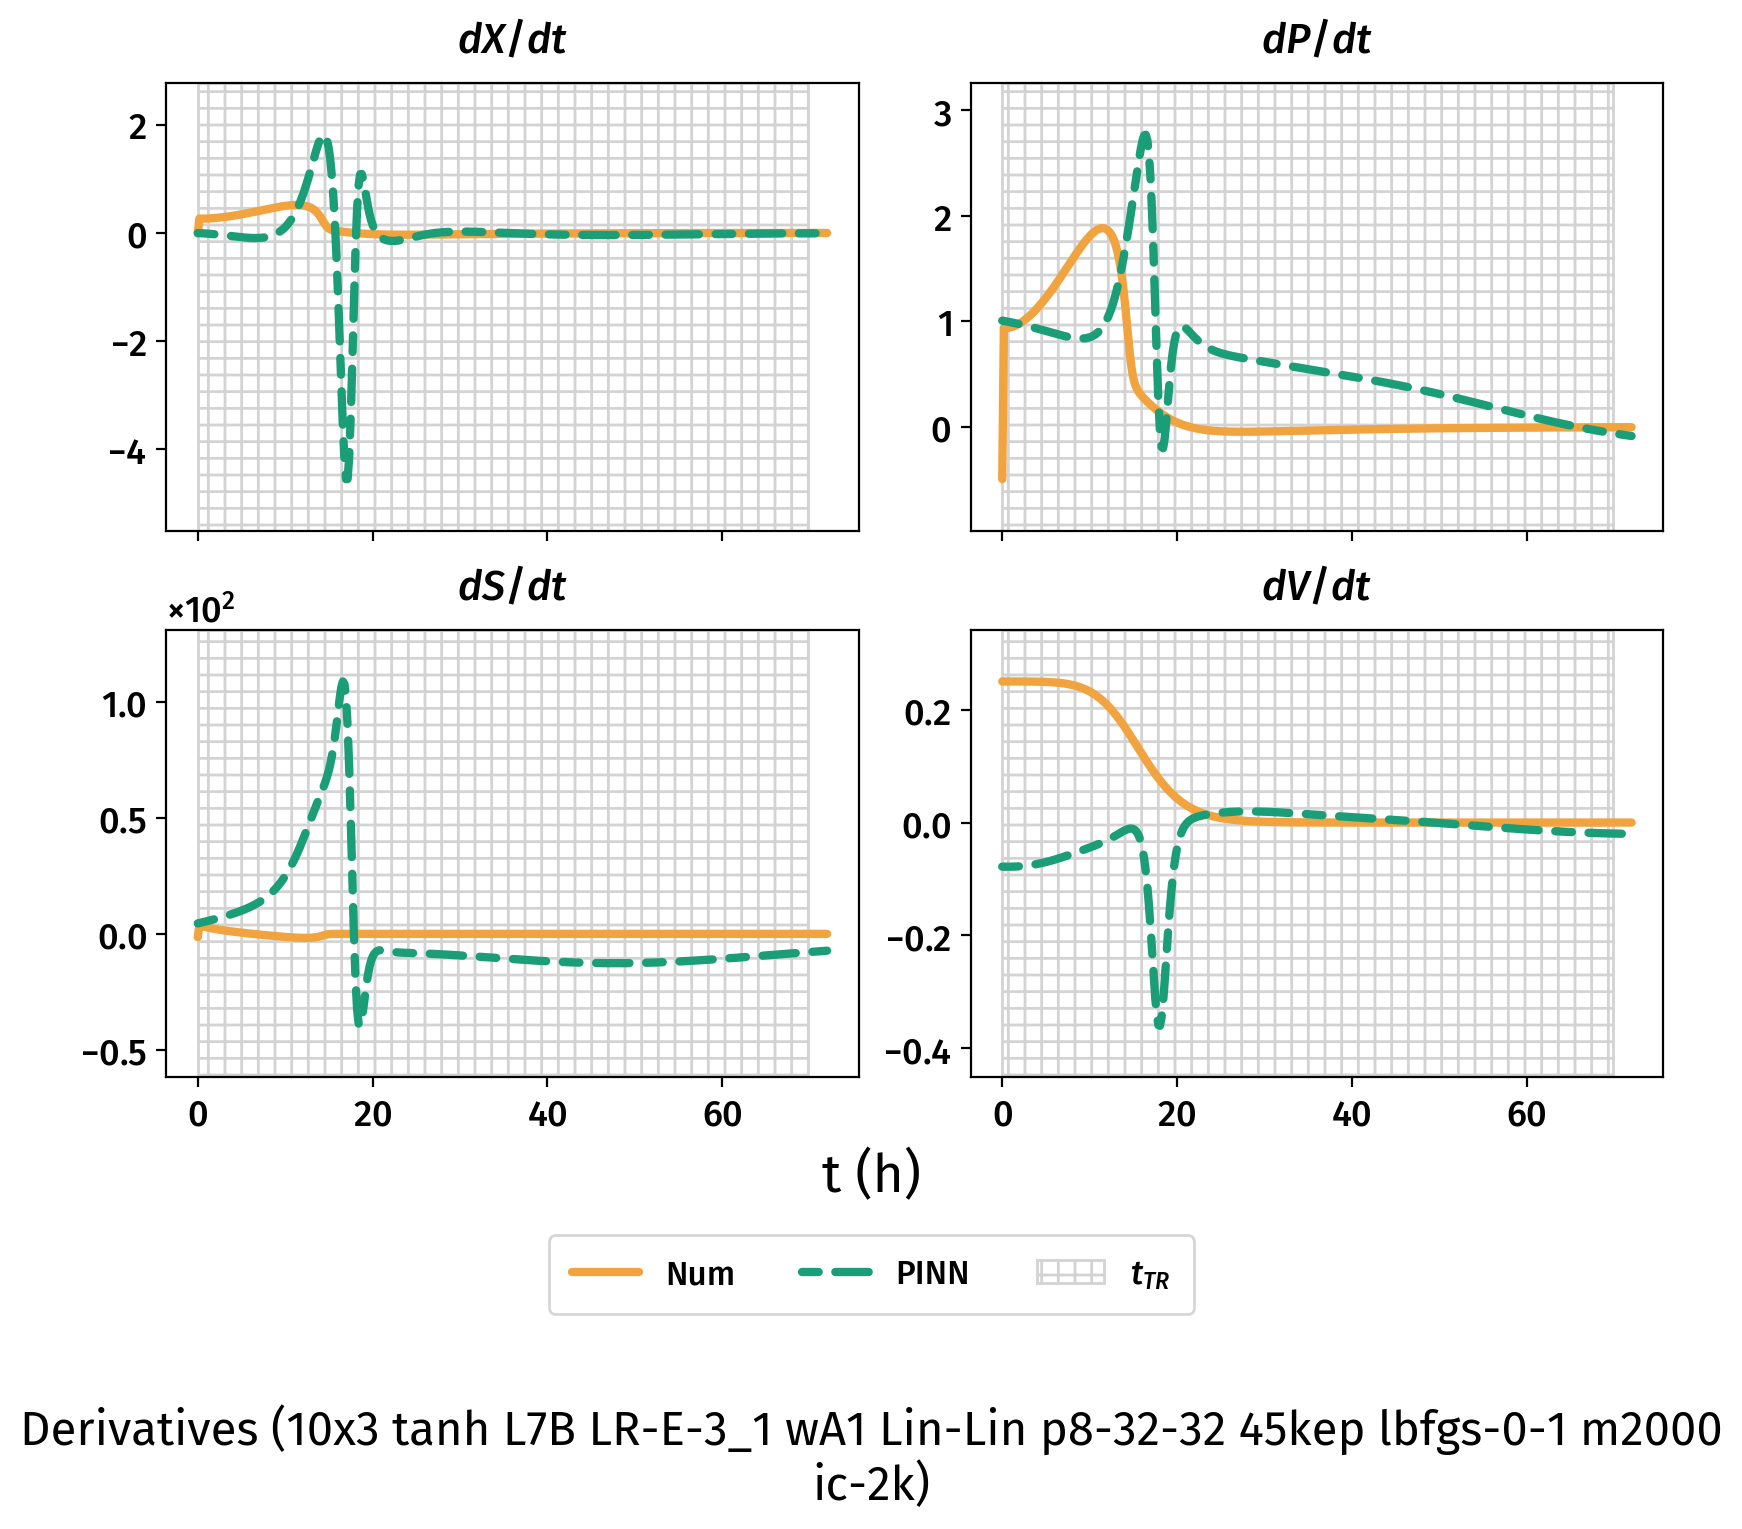 dX/dt
dP/dt
2
0
−2
−4
3
2
1
0
dS/dt
dV/dt
×10²
1.0
0.5
0.0
−0.5
0.2
0.0
−0.2
−0.4
0 20 40 60
0 20 40 60
t (h)
Num PINN t_TR
Derivatives (10x3 tanh L7B LR-E-3_1 wA1 Lin-Lin p8-32-32 45kep lbfgs-0-1 m2000
ic-2k)